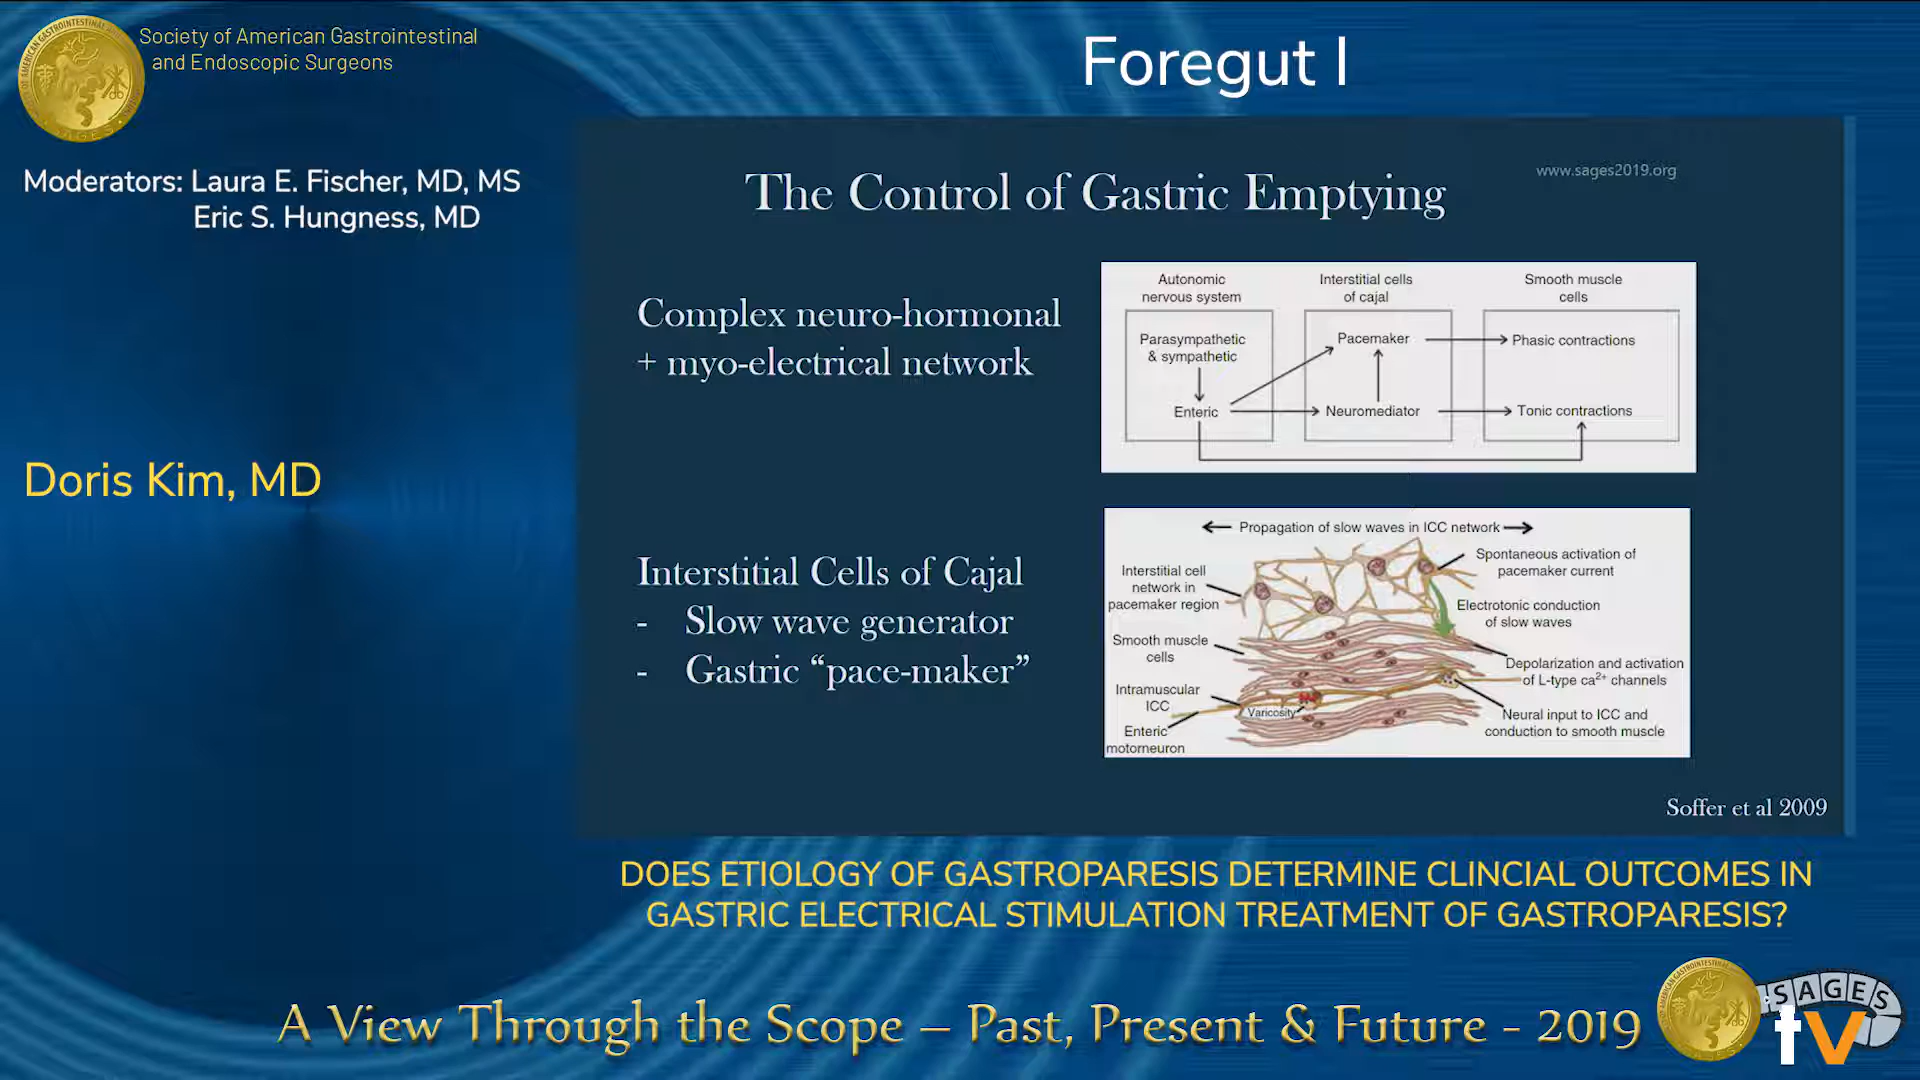 Society of American Gastrointestinal
and Endoscopic Surgeons
Foregut I
Moderators: Laura E. Fischer, MD, MS
Eric S. Hungness, MD
Doris Kim, MD
www.sages2019.org
The Control of Gastric Emptying
Complex neuro-hormonal
+ myo-electrical network
Autonomic
nervous system
Interstitial cells
of cajal
Smooth muscle
cells
Parasympathetic
& sympathetic
Pacemaker
Phasic contractions
Enteric
Neuromediator
Tonic contractions
Interstitial Cells of Cajal
- Slow wave generator
- Gastric “pace-maker”
Propagation of slow waves in ICC network
Interstitial cell
network in
pacemaker region
Smooth muscle
cells
Intramuscular
ICC
Enteric
motorneuron
Varicosity
Spontaneous activation of
pacemaker current
Electrotonic conduction
of slow waves
Depolarization and activation
of L-type ca²⁺ channels
Neural input to ICC and
conduction to smooth muscle
Soffer et al 2009
DOES ETIOLOGY OF GASTROPARESIS DETERMINE CLINCIAL OUTCOMES IN
GASTRIC ELECTRICAL STIMULATION TREATMENT OF GASTROPARESIS?
A View Through the Scope – Past, Present & Future - 2019
SAGES
tv